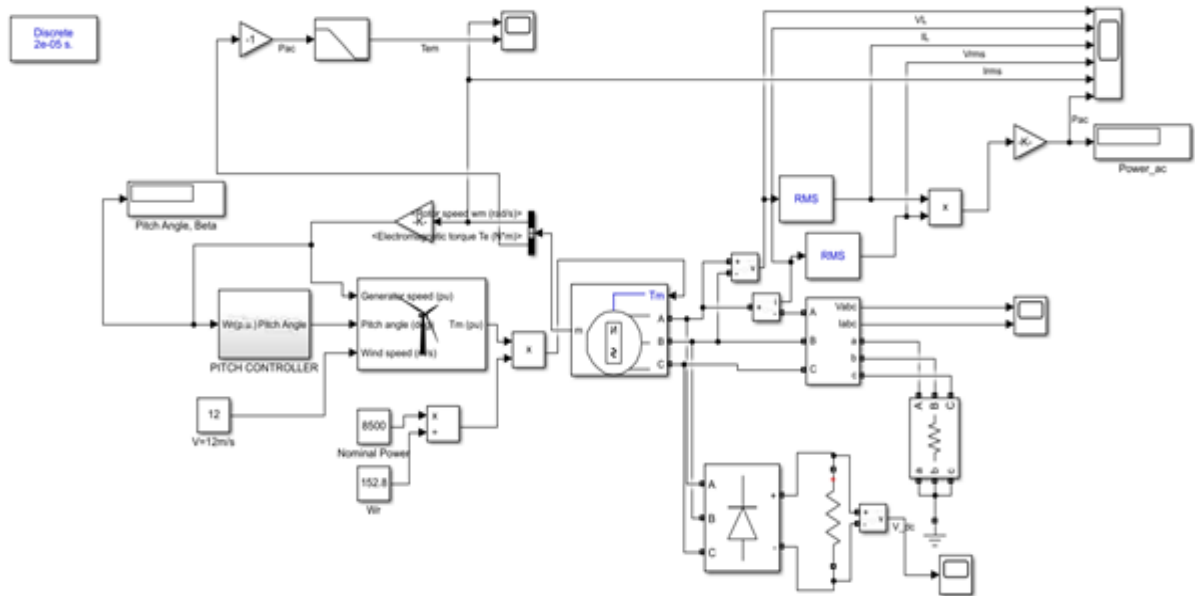 Discrete
2e-05 s.
-1
Pac
Tem
VL
IL
Vrms
Irms
Pac
-K-
Power_ac
RMS
x
RMS
Pitch Angle, Beta
-K-
<Rotor speed wm (rad/s)>
<Electromagnetic torque Te (N*m)>
+
-
v
Generator speed (pu)
Pitch angle (deg)
Tm (pu)
Wind speed (m/s)
Wr(p.u.)
Pitch Angle
PITCH CONTROLLER
x
Tm
m
N
S
A
B
C
+
i
-
A
B
C
Vabc
Iabc
a
b
c
12
V=12m/s
8500
Nominal Power
x
÷
152.8
Wr
A
B
C
a
b
c
A
B
C
+
-
+
-
v
V_dc